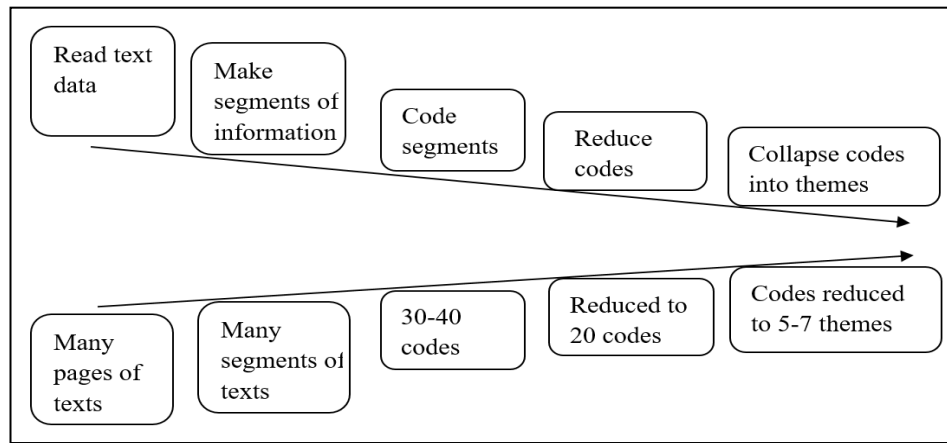 Read text
data
Make
segments of
information
Code
segments
Reduce
codes
Collapse codes
into themes
Many
pages of
texts
Many
segments of
texts
30-40
codes
Reduced to
20 codes
Codes reduced
to 5-7 themes